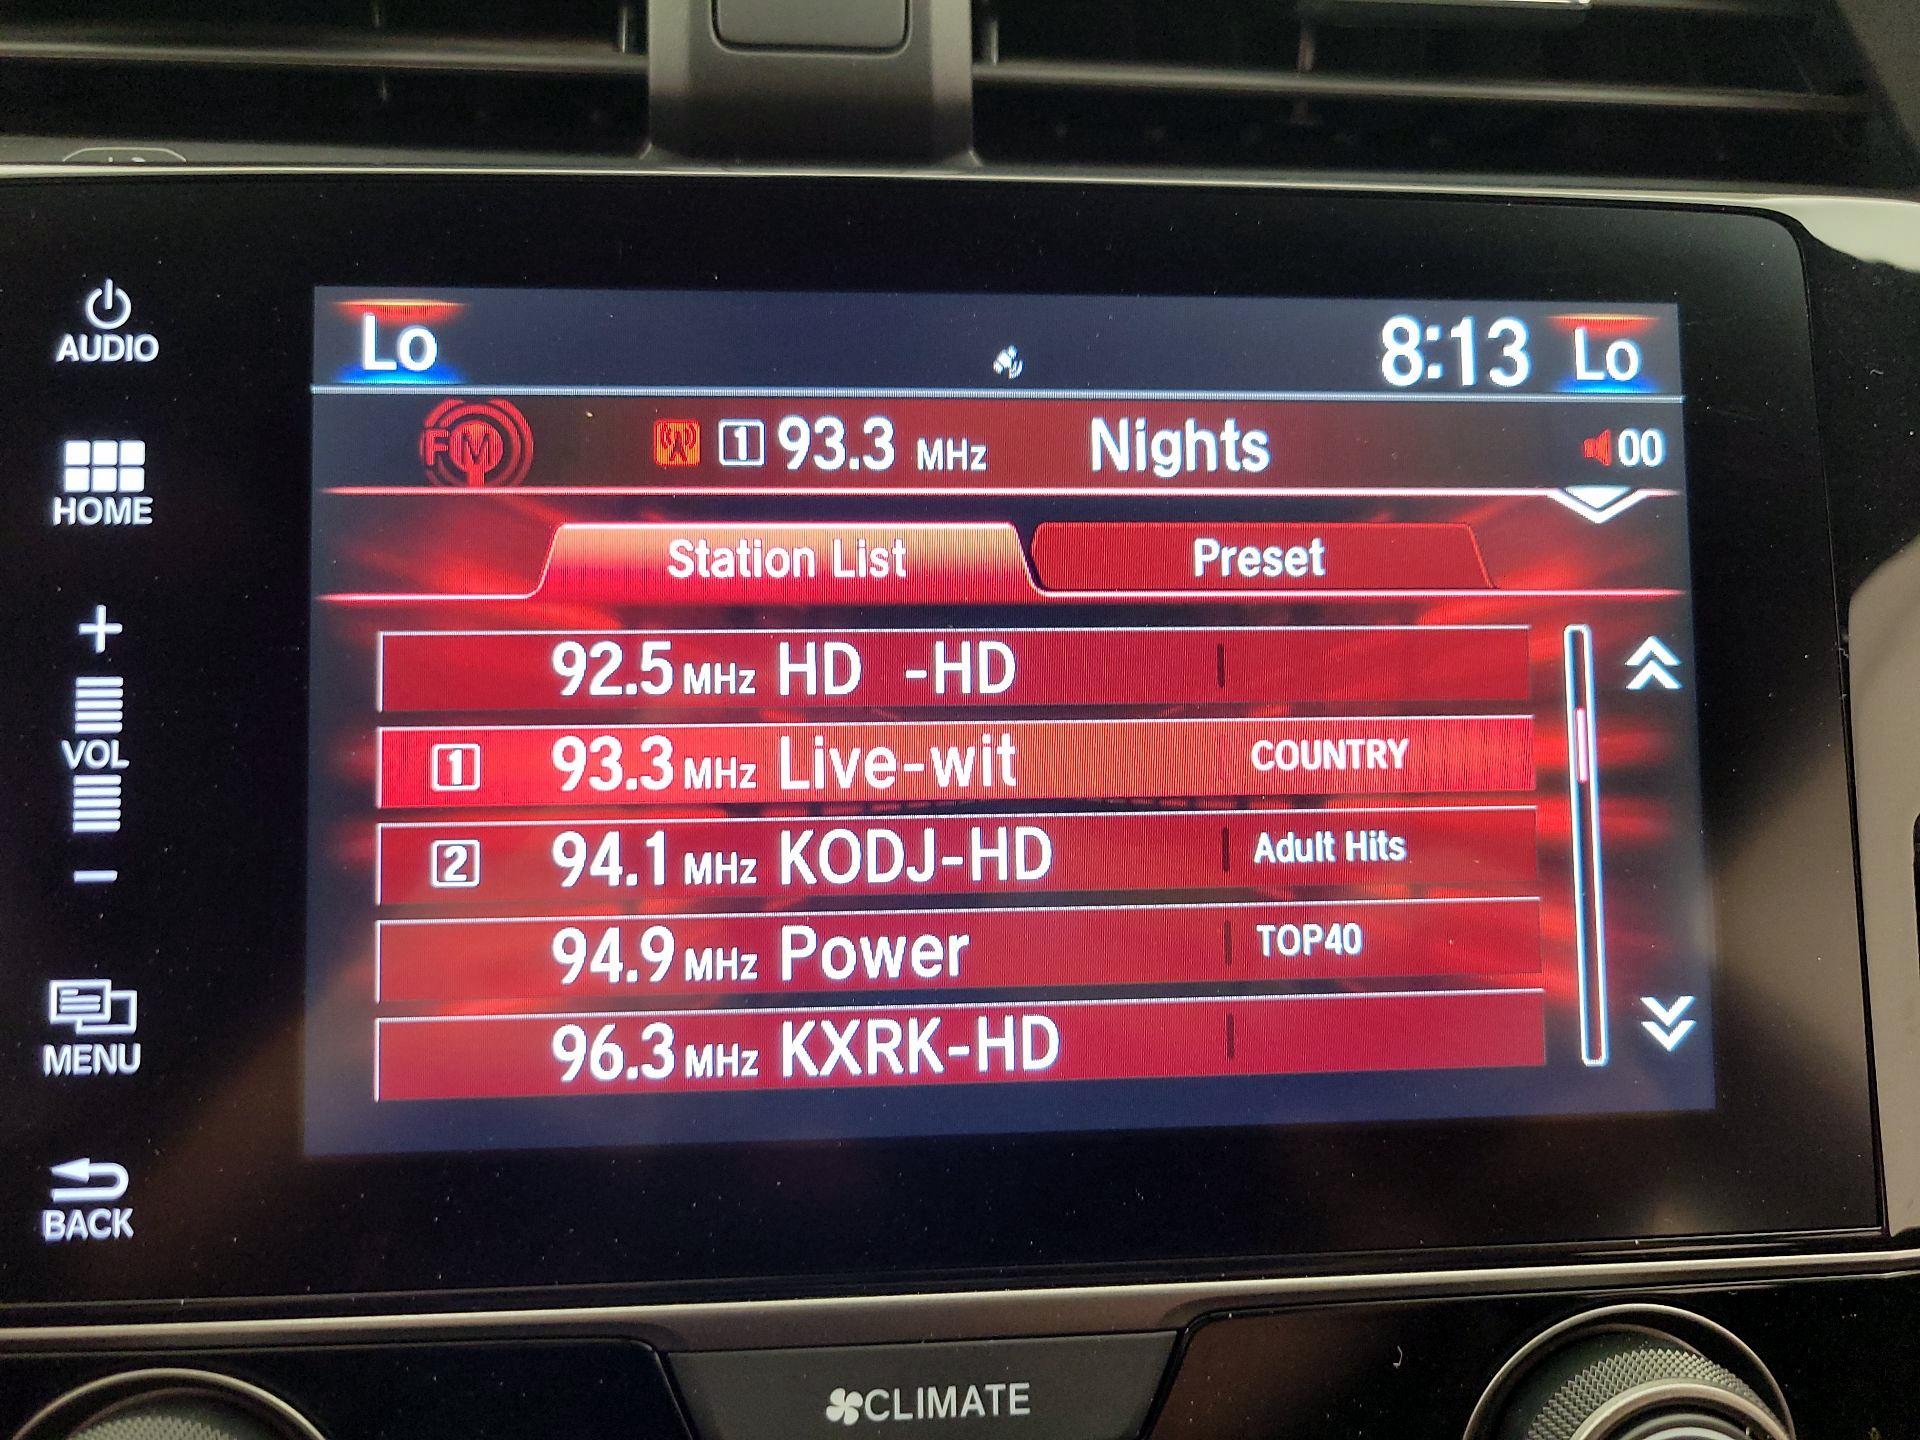 AUDIO
HOME
+
VOL
-
MENU
BACK
Lo 8:13 Lo
FM 1 93.3 MHz Nights 00
Station List Preset
92.5 MHz HD -HD
1 93.3 MHz Live-wit COUNTRY
2 94.1 MHz KODJ-HD Adult Hits
94.9 MHz Power TOP40
96.3 MHz KXRK-HD
CLIMATE